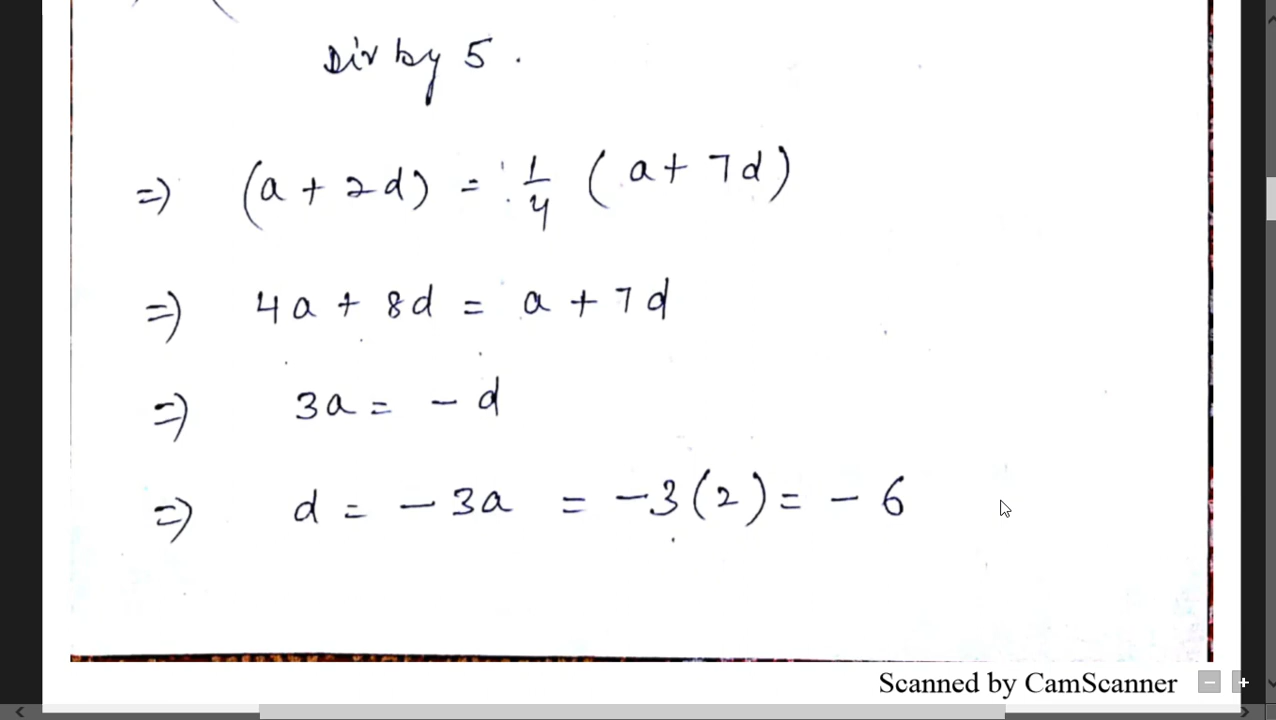 Div by 5.
⇒ (a + 2d) = 1/4 (a + 7d)
⇒ 4a + 8d = a + 7d
⇒ 3a = - d
⇒ d = - 3a = -3(2) = - 6
Scanned by CamScanner